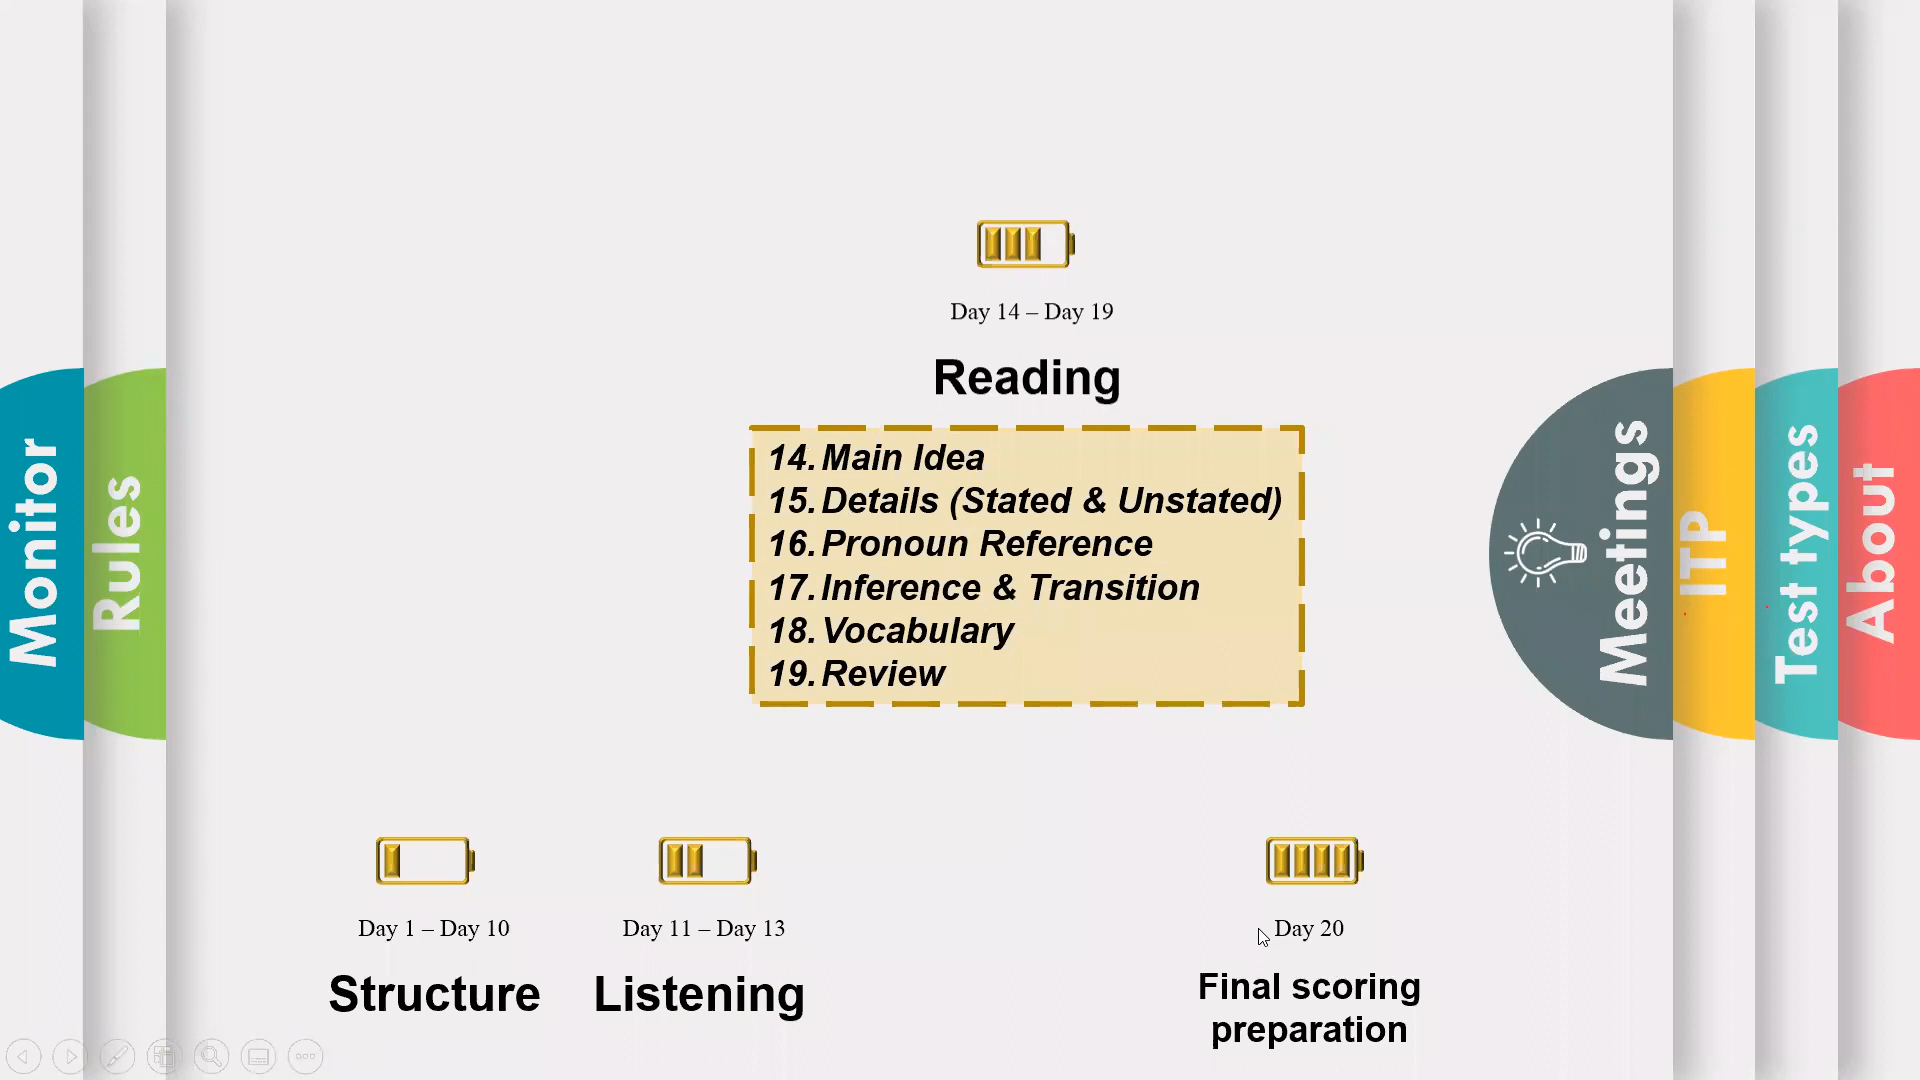 Monitor
Rules
Day 14 – Day 19
Reading
14. Main Idea
15. Details (Stated & Unstated)
16. Pronoun Reference
17. Inference & Transition
18. Vocabulary
19. Review
Day 1 – Day 10
Structure
Day 11 – Day 13
Listening
Day 20
Final scoring
preparation
Meetings
ITP
Test types
About